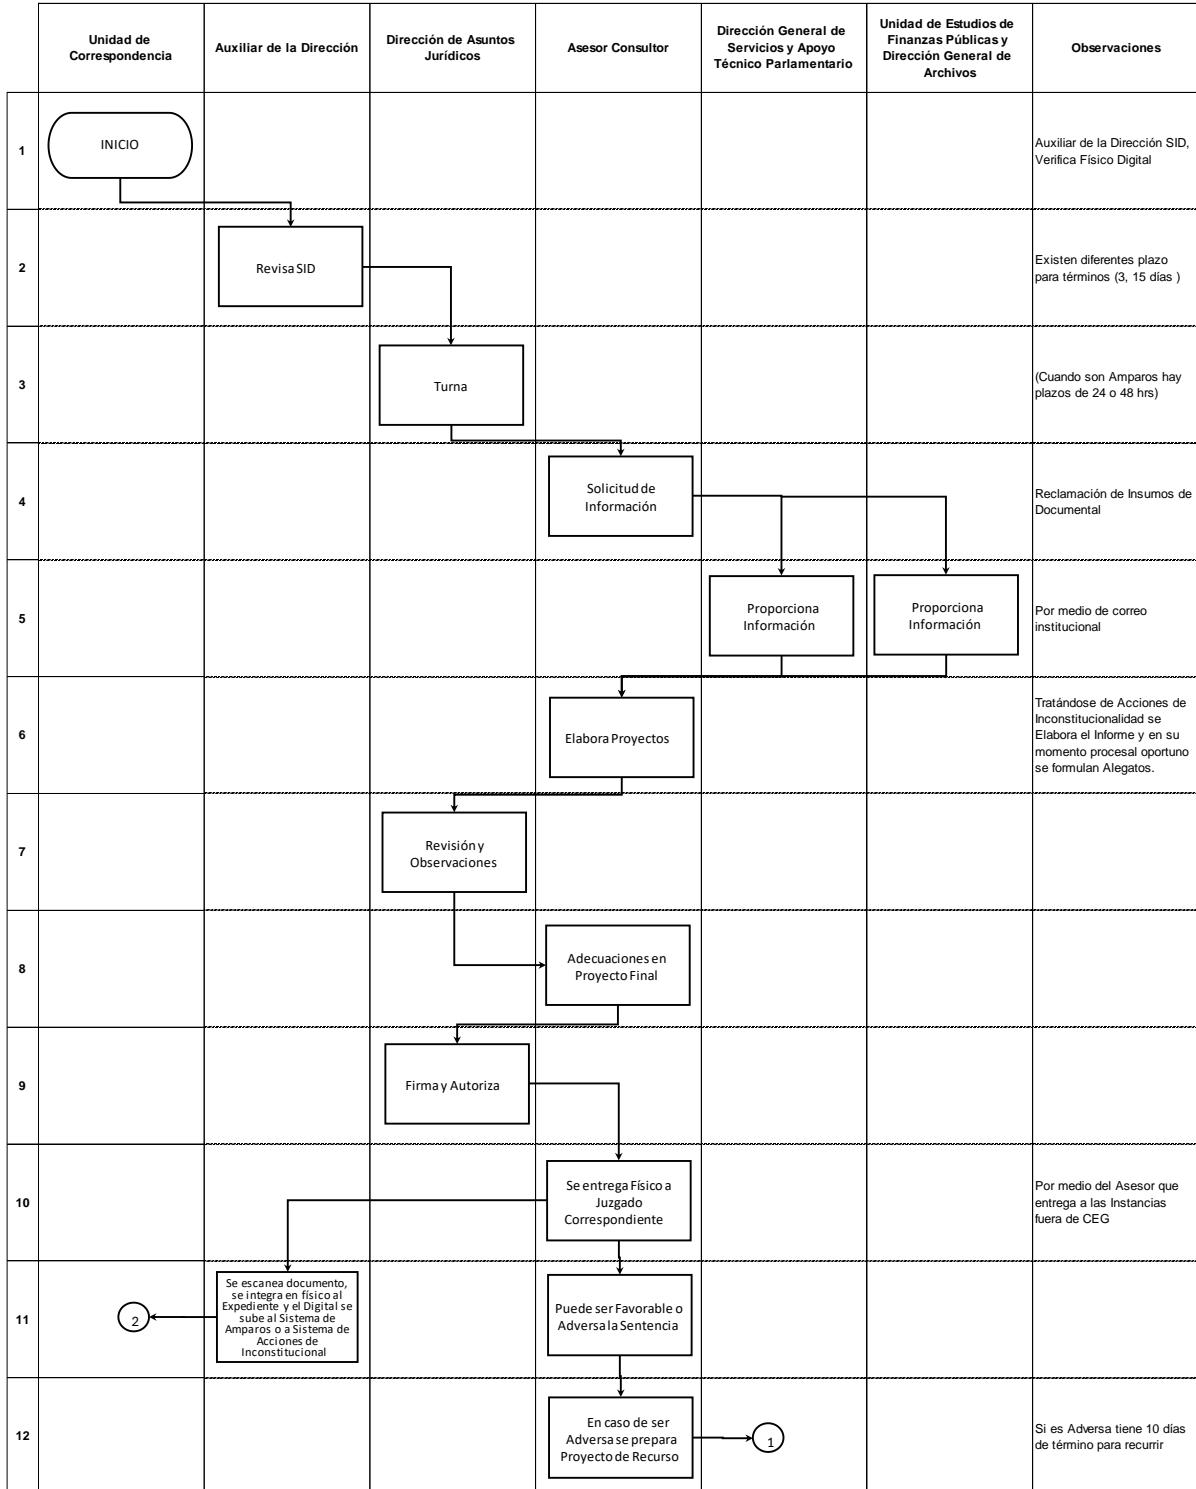 Unidad de
Correspondencia
Auxiliar de la Dirección
Dirección de Asuntos
Jurídicos
Asesor Consultor
Dirección General de
Servicios y Apoyo
Técnico Parlamentario
Unidad de Estudios de
Finanzas Públicas y
Dirección General de
Archivos
Observaciones
1
INICIO
Auxiliar de la Dirección SID,
Verifica Físico Digital
2
Revisa SID
Existen diferentes plazo
para términos (3, 15 días )
3
Turna
(Cuando son Amparos hay
plazos de 24 o 48 hrs)
4
Solicitud de
Información
Reclamación de Insumos de
Documental
5
Proporciona
Información
Proporciona
Información
Por medio de correo
institucional
6
Elabora Proyectos
Tratándose de Acciones de
Inconstitucionalidad se
Elabora el Informe y en su
momento procesal oportuno
se formulan Alegatos.
7
Revisión y
Observaciones
8
Adecuaciones en
Proyecto Final
9
Firma y Autoriza
10
Se entrega Físico a
Juzgado
Correspondiente
Por medio del Asesor que
entrega a las Instancias
fuera de CEG
11
2
Se escanea documento,
se integra en físico al
Expediente y el Digital se
sube al Sistema de
Amparos o a Sistema de
Acciones de
Inconstitucional
Puede ser Favorable o
Adversa la Sentencia
12
En caso de ser
Adversa se prepara
Proyecto de Recurso
1
Si es Adversa tiene 10 días
de término para recurrir